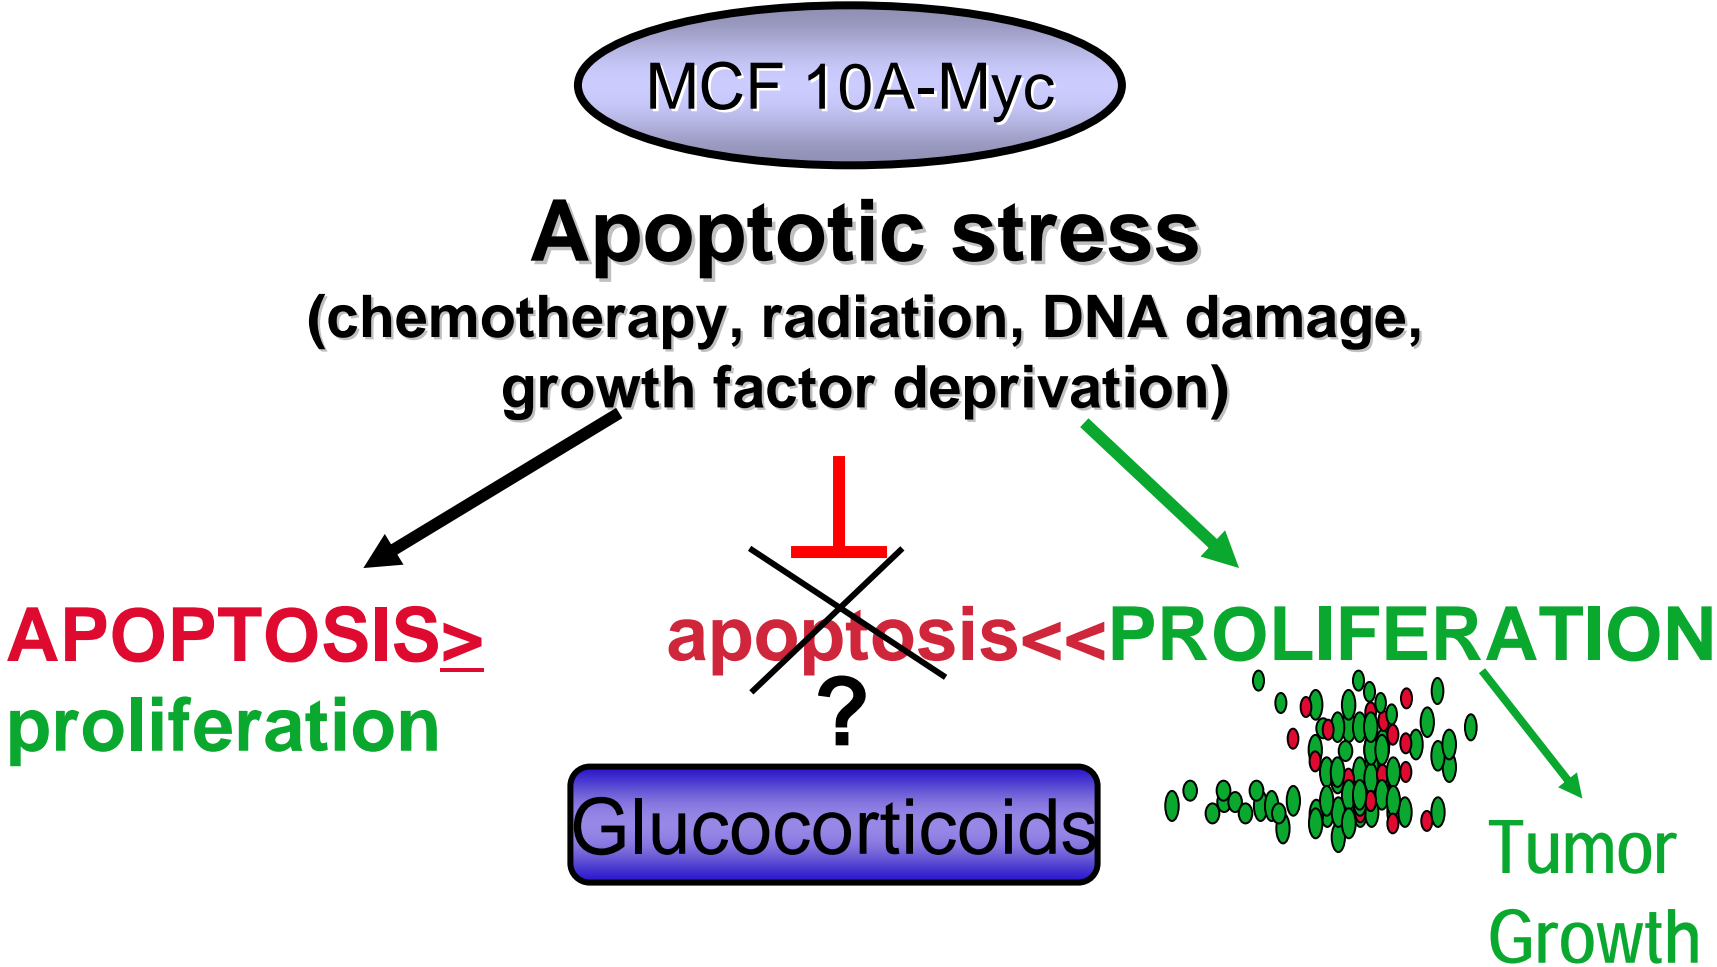 MCF 10A-Myc
Apoptotic stress
(chemotherapy, radiation, DNA damage,
growth factor deprivation)
APOPTOSIS≥
proliferation
apoptosis<<PROLIFERATION
?
Glucocorticoids
Tumor
Growth